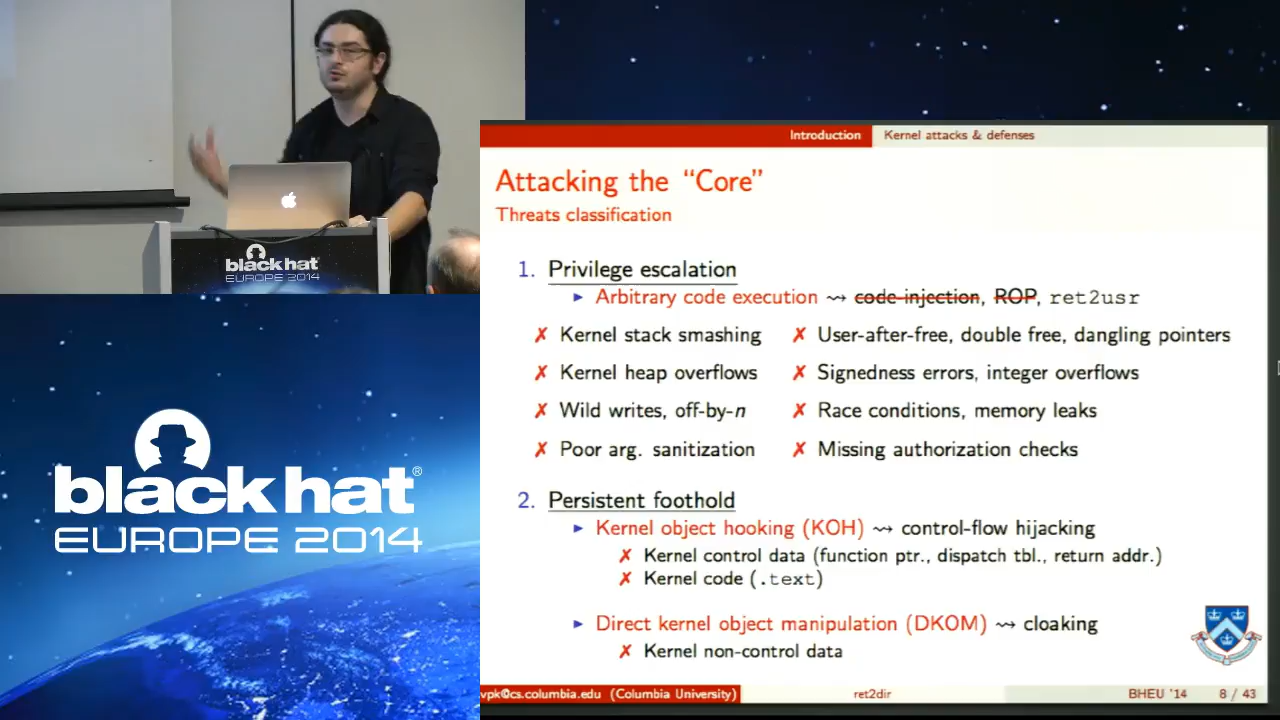 black hat
EUROPE 2014
black hat®
EUROPE 2014
Introduction
Kernel attacks & defenses
Attacking the “Core”
Threats classification
1. Privilege escalation
▶ Arbitrary code execution ⇝ code-injection, ROP, ret2usr
✗ Kernel stack smashing ✗ User-after-free, double free, dangling pointers
✗ Kernel heap overflows ✗ Signedness errors, integer overflows
✗ Wild writes, off-by-n ✗ Race conditions, memory leaks
✗ Poor arg. sanitization ✗ Missing authorization checks
2. Persistent foothold
▶ Kernel object hooking (KOH) ⇝ control-flow hijacking
✗ Kernel control data (function ptr., dispatch tbl., return addr.)
✗ Kernel code (.text)
▶ Direct kernel object manipulation (DKOM) ⇝ cloaking
✗ Kernel non-control data
vpk@cs.columbia.edu (Columbia University) ret2dir BHEU '14 8 / 43